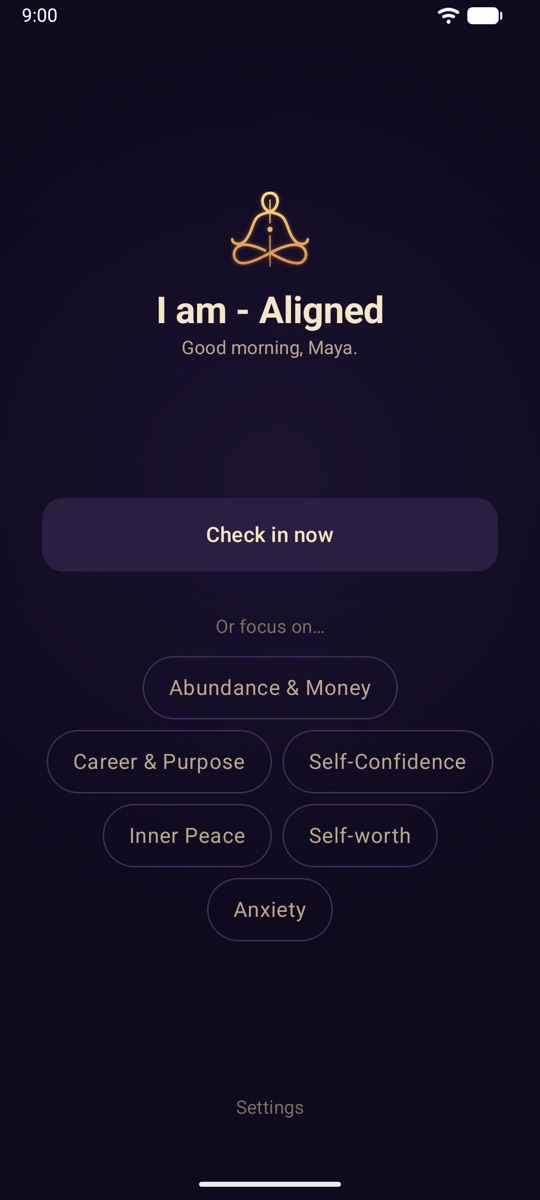 9:00
I am - Aligned
Good morning, Maya.
Check in now
Or focus on…
Abundance & Money
Career & Purpose
Self-Confidence
Inner Peace
Self-worth
Anxiety
Settings